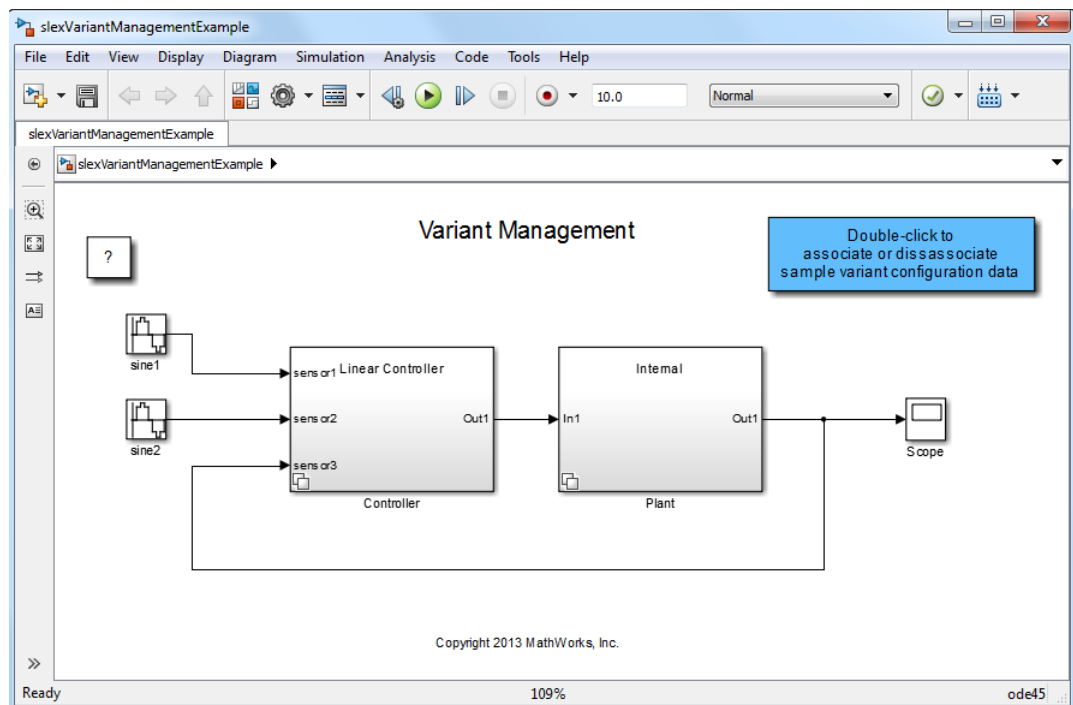 slexVariantManagementExample
File Edit View Display Diagram Simulation Analysis Code Tools Help
10.0 Normal
slexVariantManagementExample
slexVariantManagementExample
Variant Management
?
Double-click to
associate or dissassociate
sample variant configuration data
sine1
sine2
sensor1 Linear Controller
sensor2 Out1
sensor3
Controller
Internal
In1 Out1
Plant
Scope
Copyright 2013 MathWorks, Inc.
Ready 109% ode45